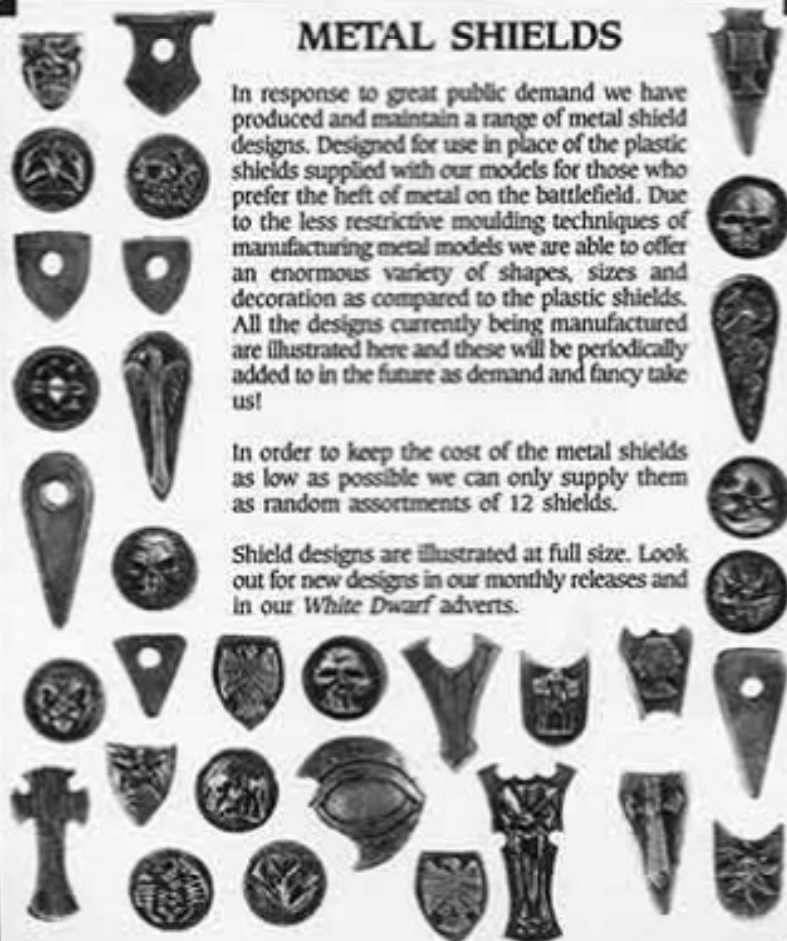 METAL SHIELDS
In response to great public demand we have
produced and maintain a range of metal shield
designs. Designed for use in place of the plastic
shields supplied with our models for those who
prefer the heft of metal on the battlefield. Due
to the less restrictive moulding techniques of
manufacturing metal models we are able to offer
an enormous variety of shapes, sizes and
decoration as compared to the plastic shields.
All the designs currently being manufactured
are illustrated here and these will be periodically
added to in the future as demand and fancy take
us!
In order to keep the cost of the metal shields
as low as possible we can only supply them
as random assortments of 12 shields.
Shield designs are illustrated at full size. Look
out for new designs in our monthly releases and
in our White Dwarf adverts.